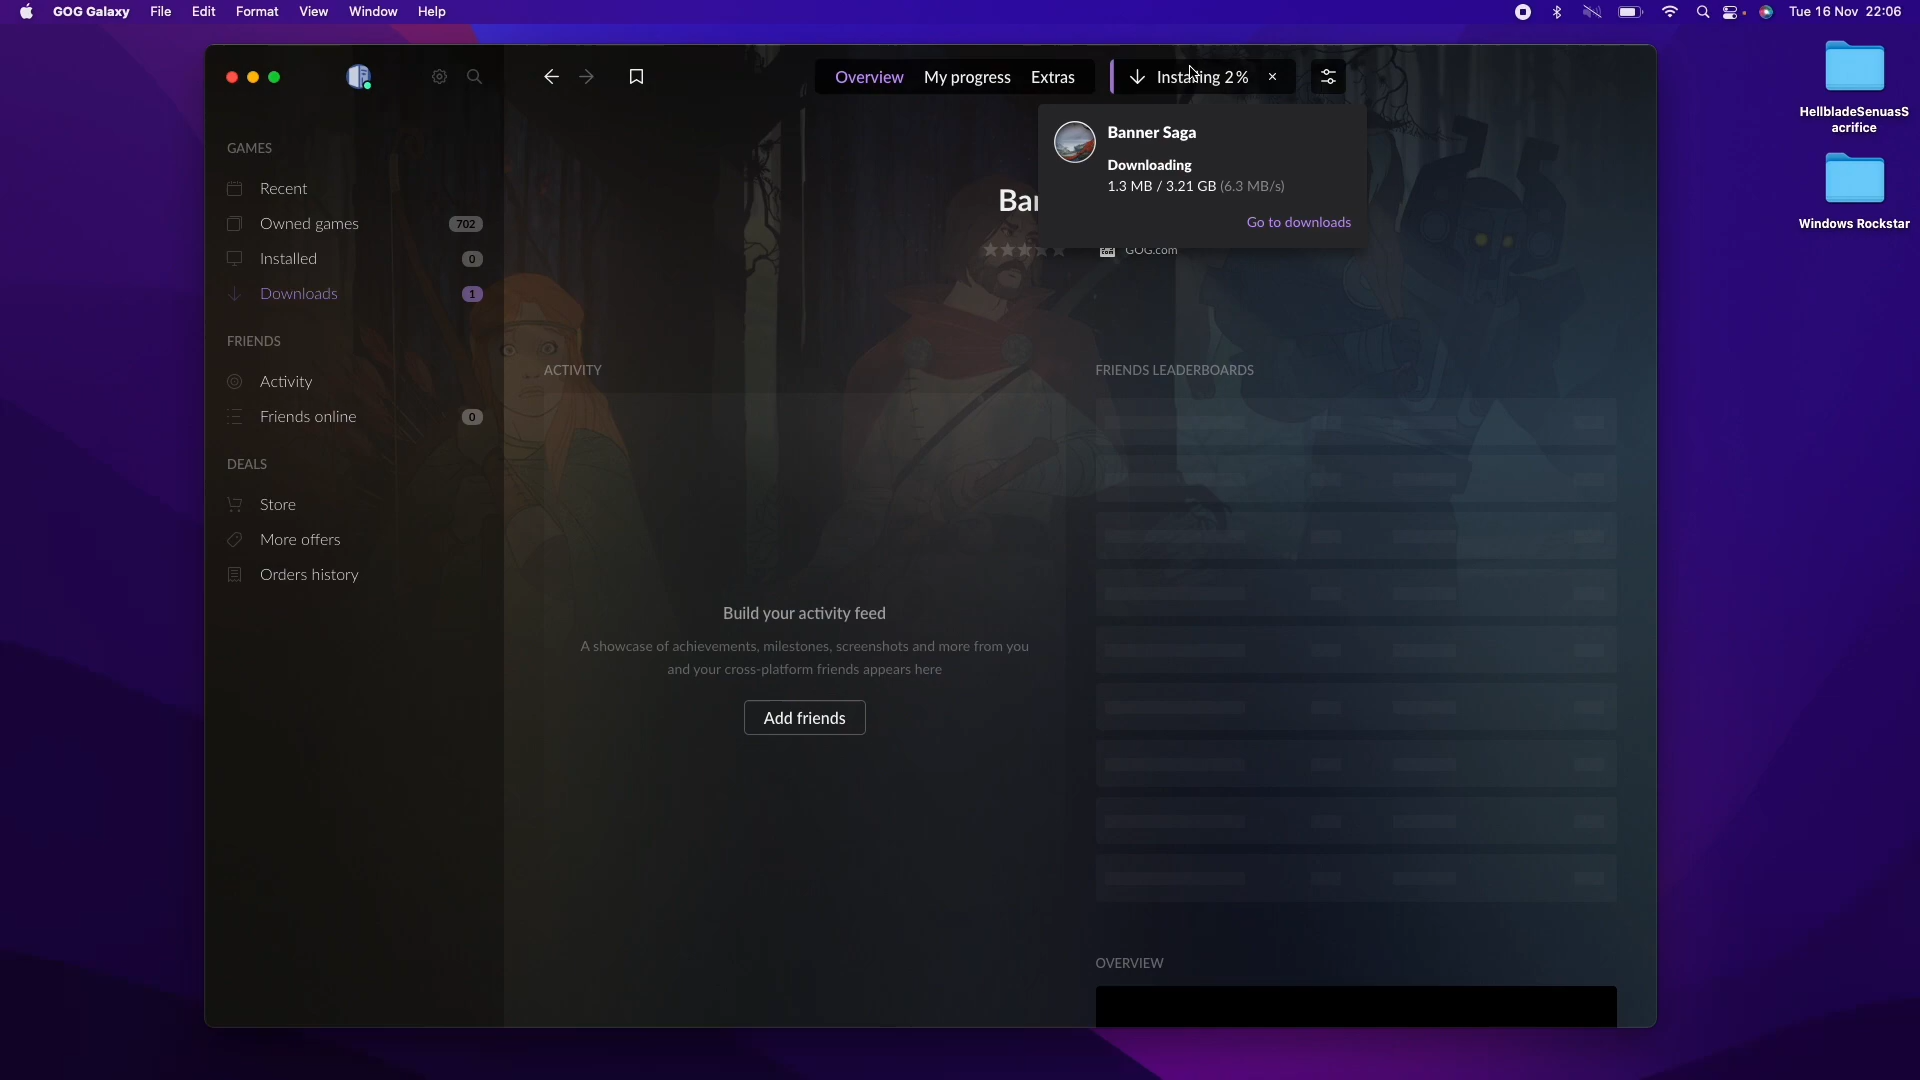 GOG Galaxy File Edit Format View Window Help Tue 16 Nov 22:06
Overview My progress Extras Installing 2%
GAMES
Recent
Owned games 702
Installed 0
Downloads 1
FRIENDS
Activity
Friends online 0
DEALS
Store
More offers
Orders history
Banner Saga
Downloading
1.3 MB / 3.21 GB (6.3 MB/s)
Go to downloads
Ba
GOG.com
ACTIVITY
Build your activity feed
A showcase of achievements, milestones, screenshots and more from you
and your cross-platform friends appears here
Add friends
FRIENDS LEADERBOARDS
OVERVIEW
HellbladeSenuasS
acrifice
Windows Rockstar